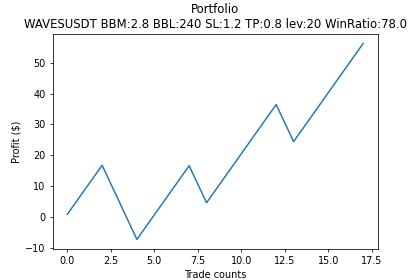 Portfolio
WAVESUSDT BBM:2.8 BBL:240 SL:1.2 TP:0.8 lev:20 WinRatio:78.0
Profit ($)
50
40
30
20
10
0
−10
0.0 2.5 5.0 7.5 10.0 12.5 15.0 17.5
Trade counts